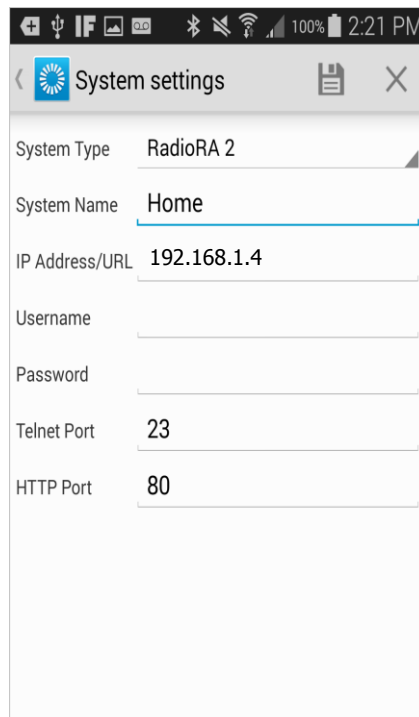 IF 100% 2:21 PM
System settings
System Type RadioRA 2
System Name Home
IP Address/URL 192.168.1.4
Username
Password
Telnet Port 23
HTTP Port 80